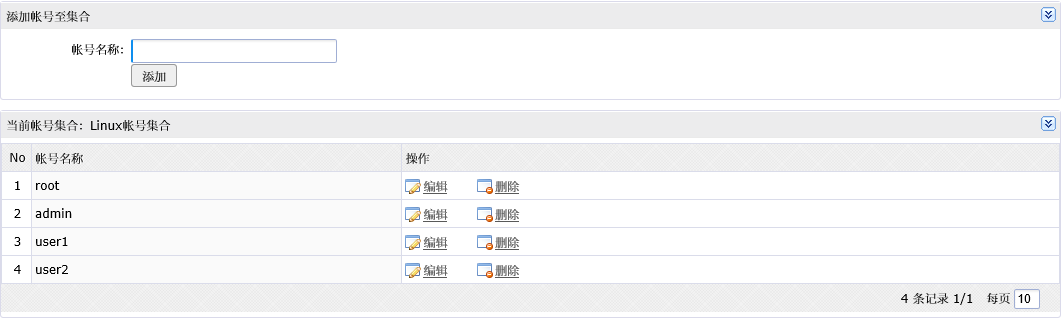 添加帐号至集合
帐号名称：
添加
当前帐号集合：Linux帐号集合
No 帐号名称 操作
1 root 编辑 删除
2 admin 编辑 删除
3 user1 编辑 删除
4 user2 编辑 删除
4 条记录 1/1 每页 10